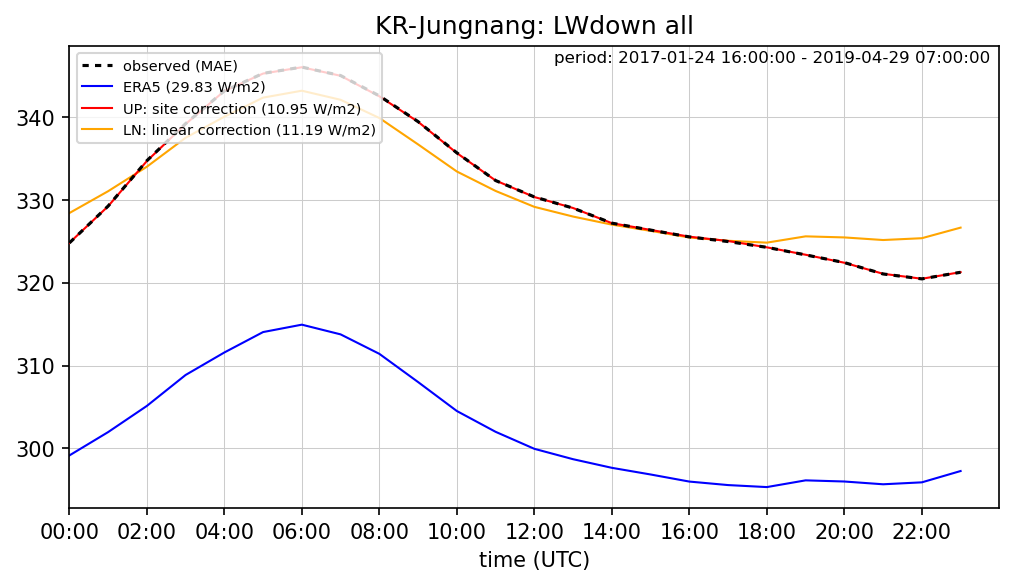 KR-Jungnang: LWdown all
period: 2017-01-24 16:00:00 - 2019-04-29 07:00:00
observed (MAE)
ERA5 (29.83 W/m2)
UP: site correction (10.95 W/m2)
LN: linear correction (11.19 W/m2)
340
330
320
310
300
00:00 02:00 04:00 06:00 08:00 10:00 12:00 14:00 16:00 18:00 20:00 22:00
time (UTC)